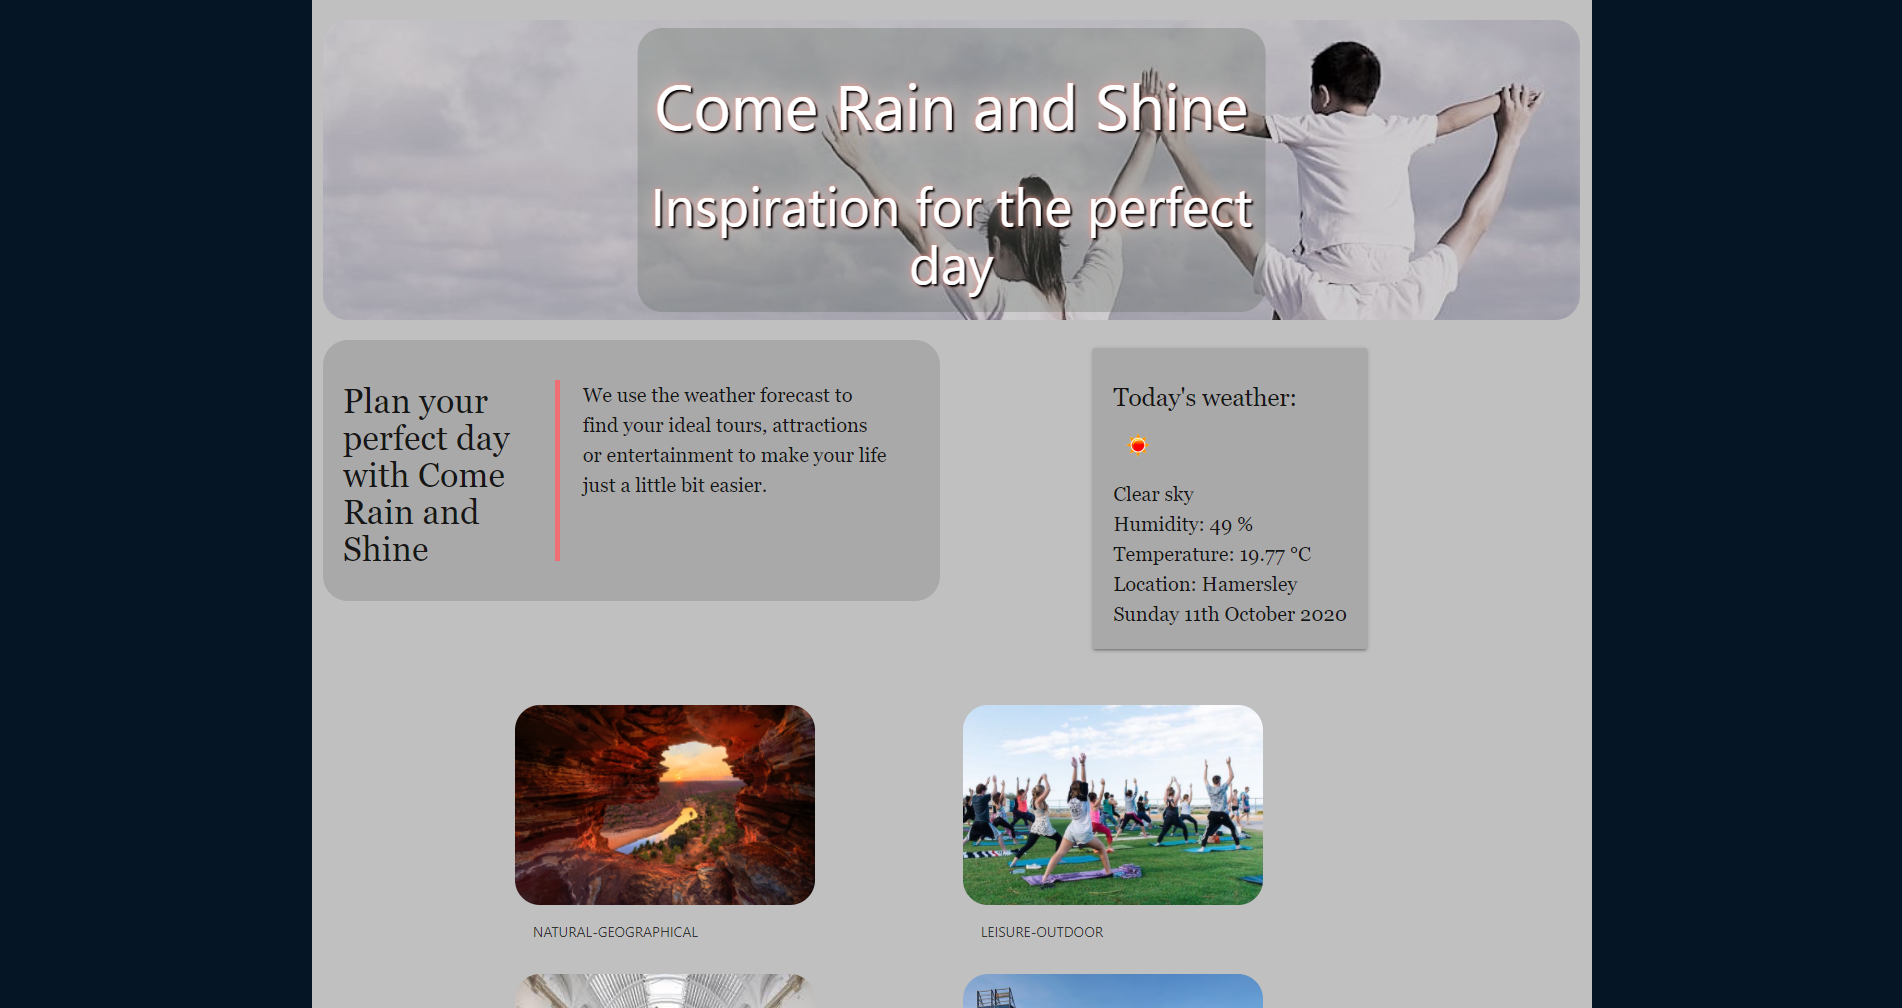 Come Rain and Shine
Inspiration for the perfect
day
Plan your
perfect day
with Come
Rain and
Shine
We use the weather forecast to
find your ideal tours, attractions
or entertainment to make your life
just a little bit easier.
Today's weather:
Clear sky
Humidity: 49 %
Temperature: 19.77 °C
Location: Hamersley
Sunday 11th October 2020
NATURAL-GEOGRAPHICAL
LEISURE-OUTDOOR